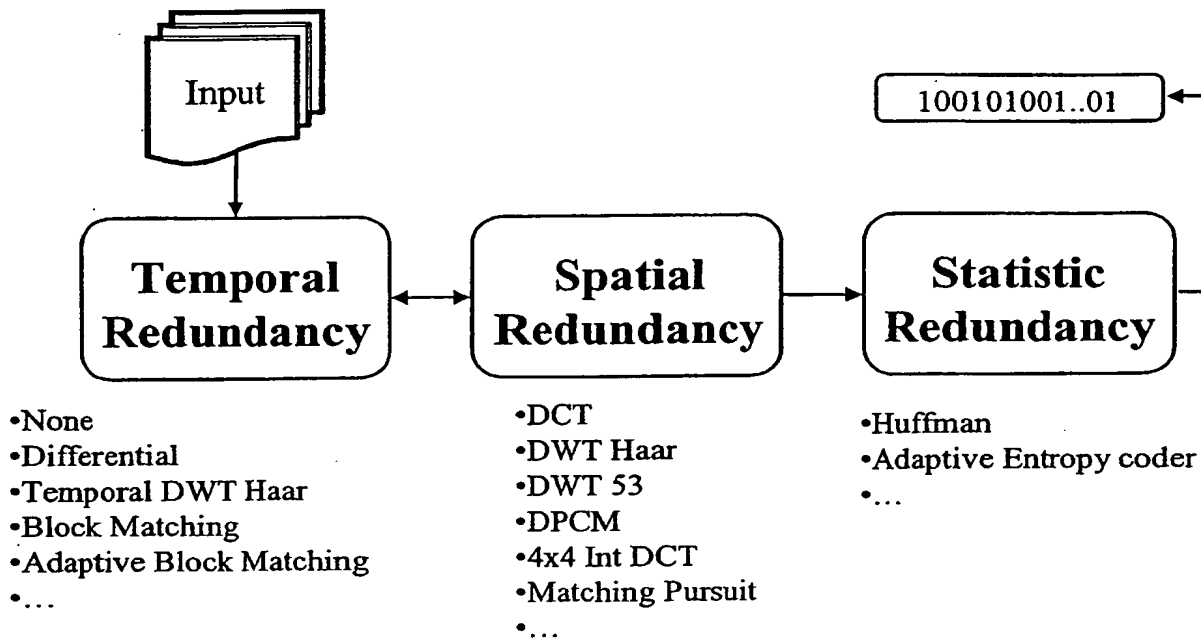 Input
100101001..01
Temporal
Redundancy
Spatial
Redundancy
Statistic
Redundancy
•None
•Differential
•Temporal DWT Haar
•Block Matching
•Adaptive Block Matching
•...
•DCT
•DWT Haar
•DWT 53
•DPCM
•4x4 Int DCT
•Matching Pursuit
•...
•Huffman
•Adaptive Entropy coder
•...